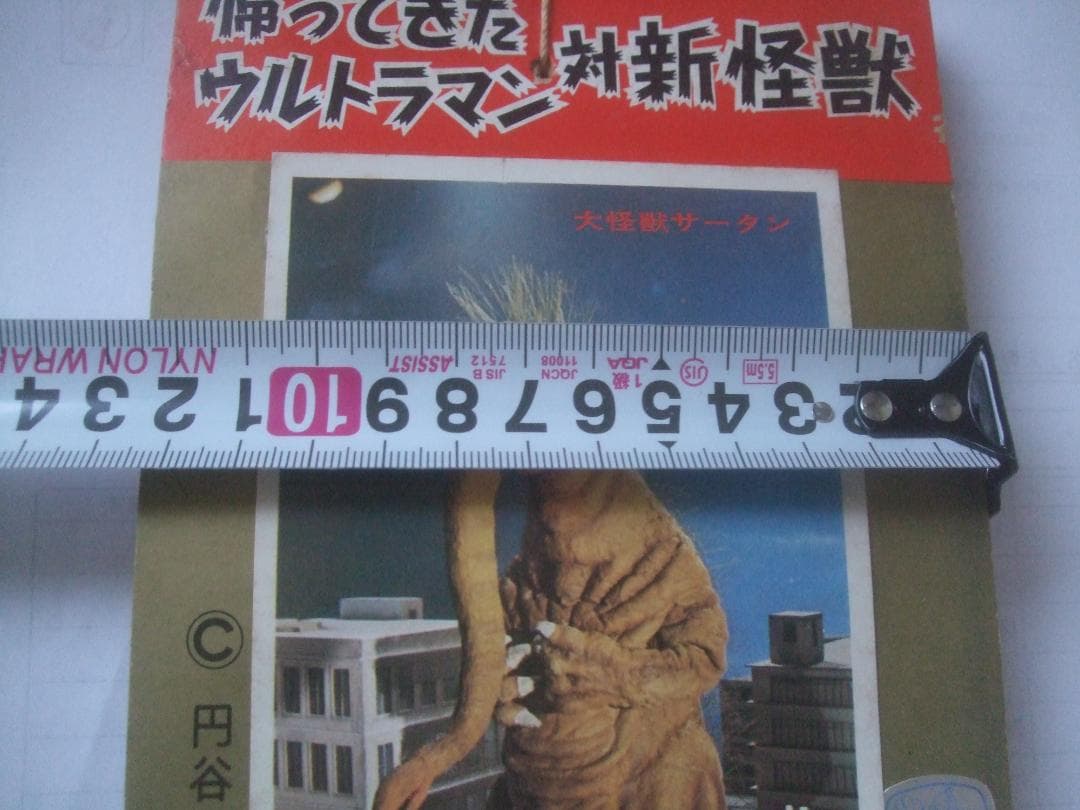 帰ってきた
ウルトラマン対新怪獣
大怪獣サータン
NYLON WRAP
ASSIST
JIS B
7512
JQCN
11008
1級
JQA
JIS
5.5m
4 3 2 1 10 9 8 7 6 5 4 3 2
©円谷